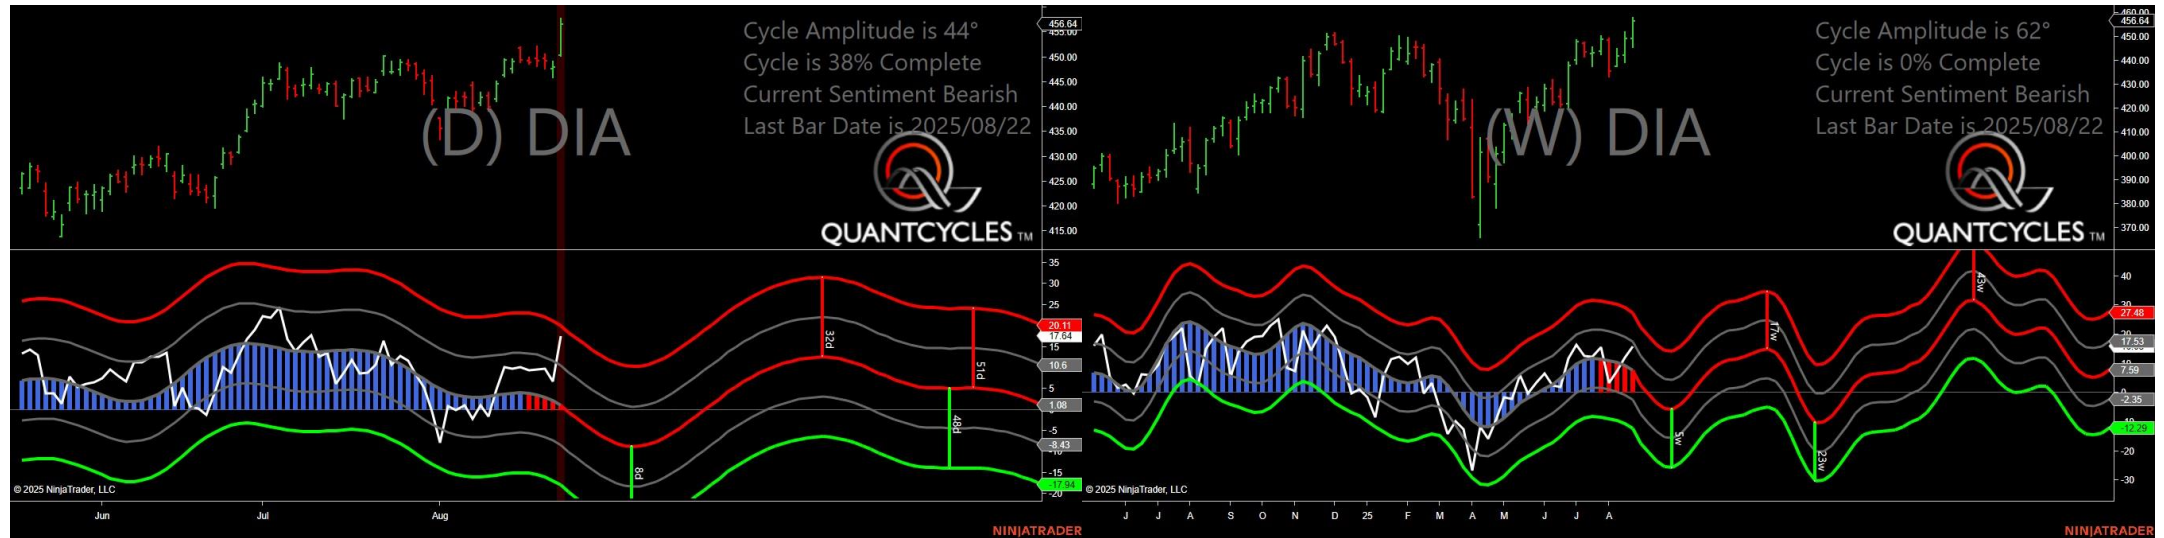 Cycle Amplitude is 44°
Cycle is 38% Complete
Current Sentiment Bearish
Last Bar Date is 2025/08/22
(D) DIA
QUANTCYCLES TM
456.64
455.00
450.00
445.00
440.00
435.00
430.00
425.00
420.00
415.00
35
30
25
20.11
17.64
15
10.6
5
1.08
-5
-8.43
-10
-15
-17.94
-20
32d
51d
48d
8d
© 2025 NinjaTrader, LLC
Jun Jul Aug
NINJATRADER
Cycle Amplitude is 62°
Cycle is 0% Complete
Current Sentiment Bearish
Last Bar Date is 2025/08/22
(W) DIA
QUANTCYCLES TM
460.00
456.64
450.00
440.00
430.00
420.00
410.00
400.00
390.00
380.00
370.00
40
30
27.48
20
17.53
10
7.59
0
-2.35
-10
-12.29
-20
-30
17w
43w
5w
23w
© 2025 NinjaTrader, LLC
J J A S O N D 25 F M A M J J A
NINJATRADER